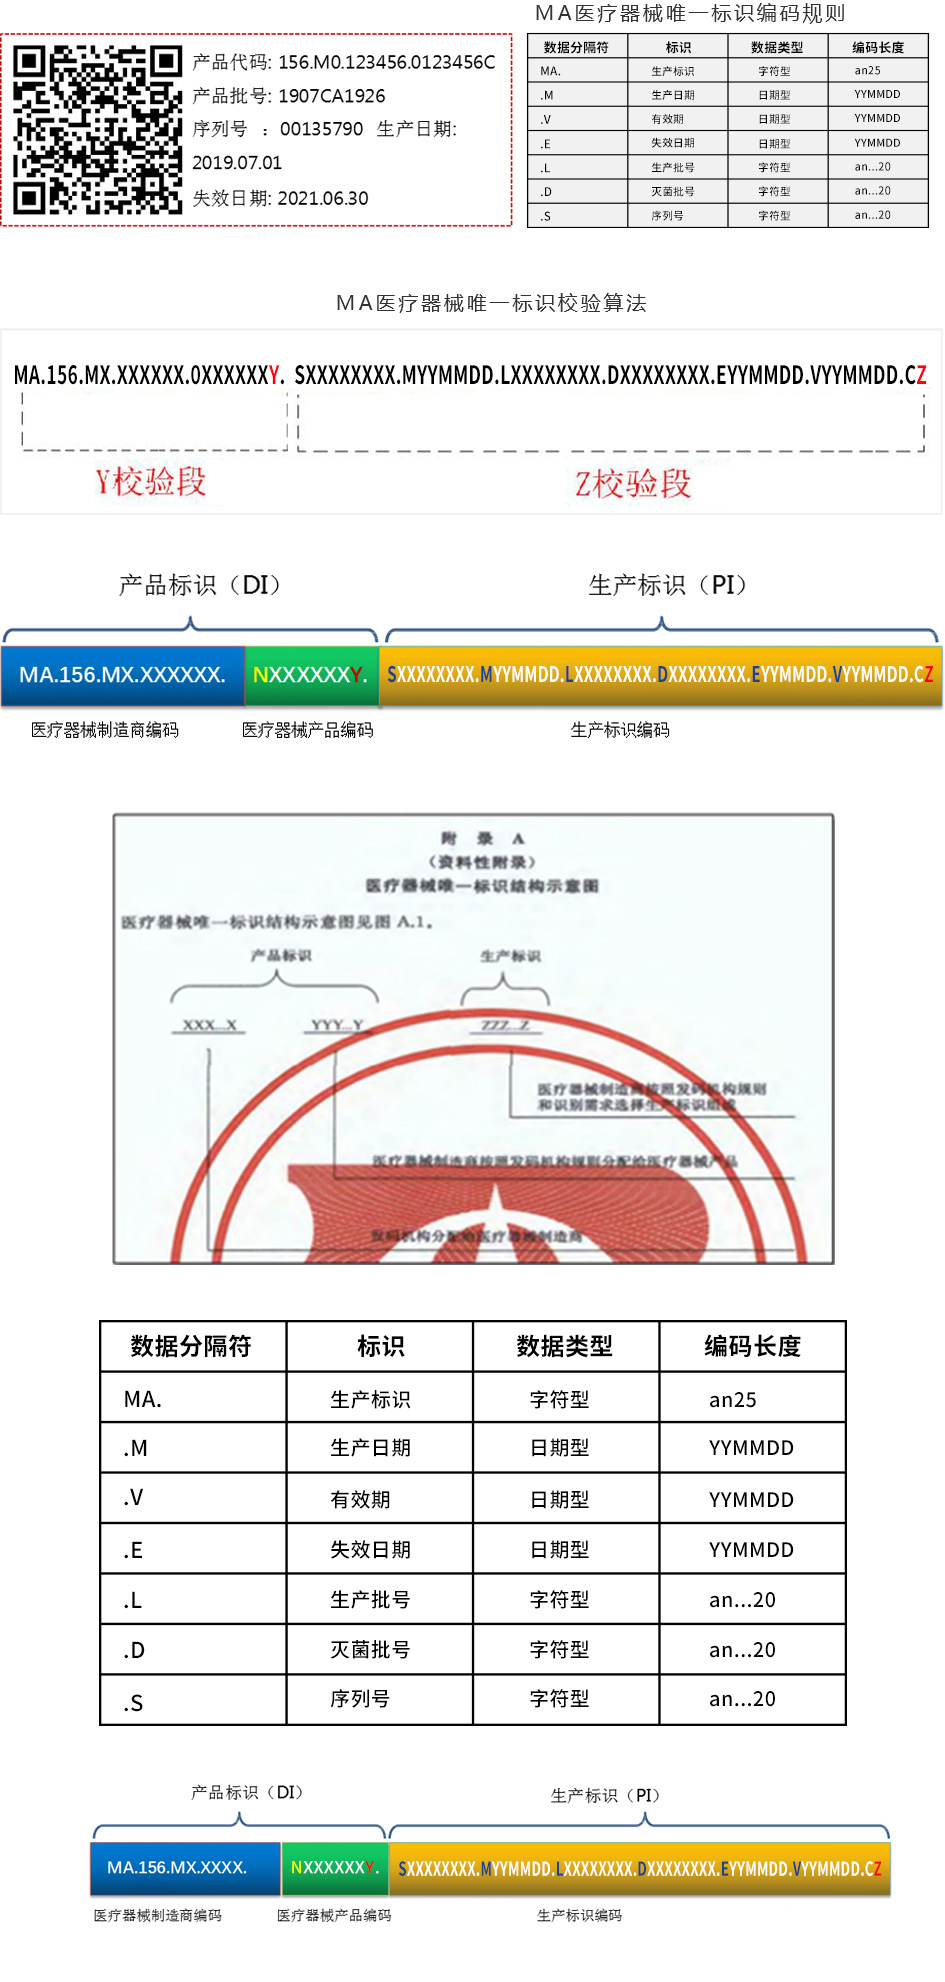 MA医疗器械唯一标识编码规则
产品代码: 156.M0.123456.0123456C
产品批号: 1907CA1926
序列号 : 00135790 生产日期:
2019.07.01
失效日期: 2021.06.30
数据分隔符 标识 数据类型 编码长度
MA. 生产标识 字符型 an25
.M 生产日期 日期型 YYMMDD
.V 有效期 日期型 YYMMDD
.E 失效日期 日期型 YYMMDD
.L 生产批号 字符型 an...20
.D 灭菌批号 字符型 an...20
.S 序列号 字符型 an...20
MA医疗器械唯一标识校验算法
MA.156.MX.XXXXXX.0XXXXXXY. SXXXXXXXX.MYYMMDD.LXXXXXXXX.DXXXXXXXX.EYYMMDD.VYYMMDD.CZ
Y校验段 Z校验段
产品标识（DI） 生产标识（PI）
MA.156.MX.XXXXXX. NXXXXXXY. SXXXXXXXX.MYYMMDD.LXXXXXXXX.DXXXXXXXX.EYYMMDD.VYYMMDD.CZ
医疗器械制造商编码 医疗器械产品编码 生产标识编码
附 录 A
（资料性附录）
医疗器械唯一标识结构示意图
医疗器械唯一标识结构示意图见图 A.1。
产品标识 生产标识
XXX...X YYY...Y ZZZ...Z
医疗器械制造商按照发码机构规则
和识别需求选择生产标识组成
医疗器械制造商按照发码机构规则分配给医疗器械产品
发码机构分配给医疗器械制造商
数据分隔符 标识 数据类型 编码长度
MA. 生产标识 字符型 an25
.M 生产日期 日期型 YYMMDD
.V 有效期 日期型 YYMMDD
.E 失效日期 日期型 YYMMDD
.L 生产批号 字符型 an...20
.D 灭菌批号 字符型 an...20
.S 序列号 字符型 an...20
产品标识（DI） 生产标识（PI）
MA.156.MX.XXXX. NXXXXXXY. SXXXXXXXX.MYYMMDD.LXXXXXXXX.DXXXXXXXX.EYYMMDD.VYYMMDD.CZ
医疗器械制造商编码 医疗器械产品编码 生产标识编码